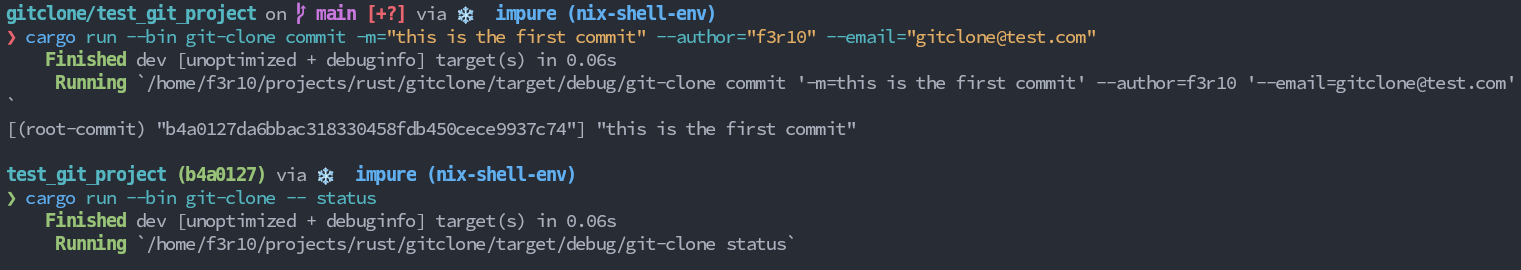 gitclone/test_git_project on main [+?] via ❄ impure (nix-shell-env)
❯ cargo run --bin git-clone commit -m="this is the first commit" --author="f3r10" --email="gitclone@test.com"
Finished dev [unoptimized + debuginfo] target(s) in 0.06s
Running `/home/f3r10/projects/rust/gitclone/target/debug/git-clone commit '-m=this is the first commit' --author=f3r10 '--email=gitclone@test.com'
`
[(root-commit) "b4a0127da6bbac318330458fdb450cece9937c74"] "this is the first commit"
test_git_project (b4a0127) via ❄ impure (nix-shell-env)
❯ cargo run --bin git-clone -- status
Finished dev [unoptimized + debuginfo] target(s) in 0.06s
Running `/home/f3r10/projects/rust/gitclone/target/debug/git-clone status`